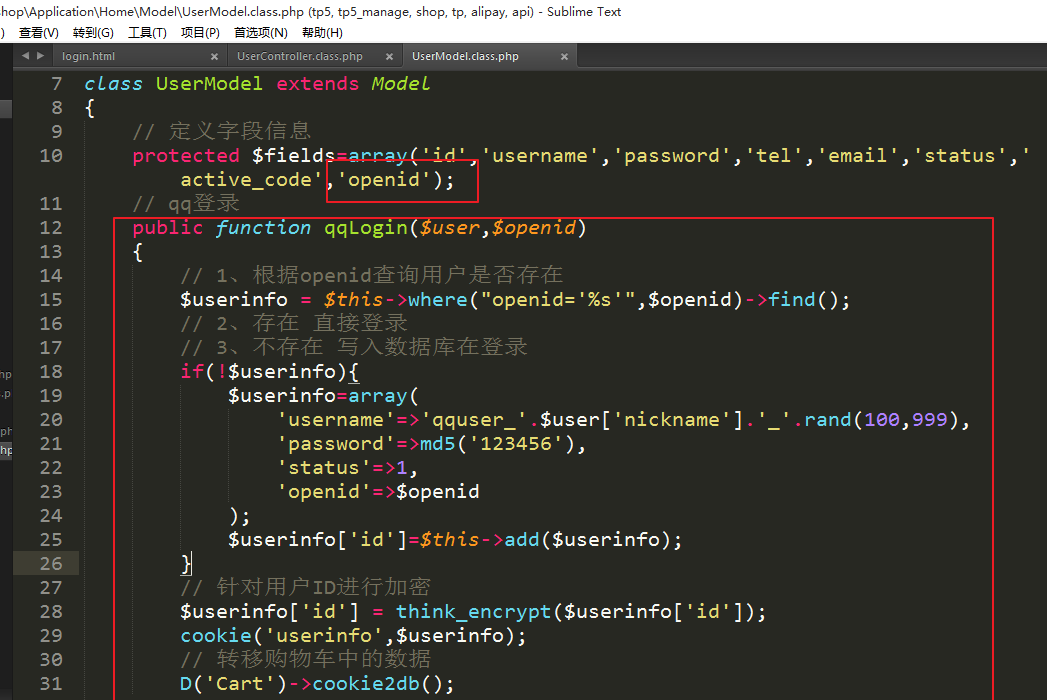 shop\Application\Home\Model\UserModel.class.php (tp5, tp5_manage, shop, tp, alipay, api) - Sublime Text
) 查看(V) 转到(G) 工具(T) 项目(P) 首选项(N) 帮助(H)
login.html × UserController.class.php × UserModel.class.php ×
7 class UserModel extends Model
8 {
9 // 定义字段信息
10 protected $fields=array('id','username','password','tel','email','status','
active_code','openid');
11 // qq登录
12 public function qqLogin($user,$openid)
13 {
14 // 1、根据openid查询用户是否存在
15 $userinfo = $this->where("openid='%s'",$openid)->find();
16 // 2、存在 直接登录
17 // 3、不存在 写入数据库在登录
18 if(!$userinfo){
19 $userinfo=array(
20 'username'=>'qquser_'.$user['nickname'].'_'.rand(100,999),
21 'password'=>md5('123456'),
22 'status'=>1,
23 'openid'=>$openid
24 );
25 $userinfo['id']=$this->add($userinfo);
26 }
27 // 针对用户ID进行加密
28 $userinfo['id'] = think_encrypt($userinfo['id']);
29 cookie('userinfo',$userinfo);
30 // 转移购物车中的数据
31 D('Cart')->cookie2db();
hp
.p
ph
hp